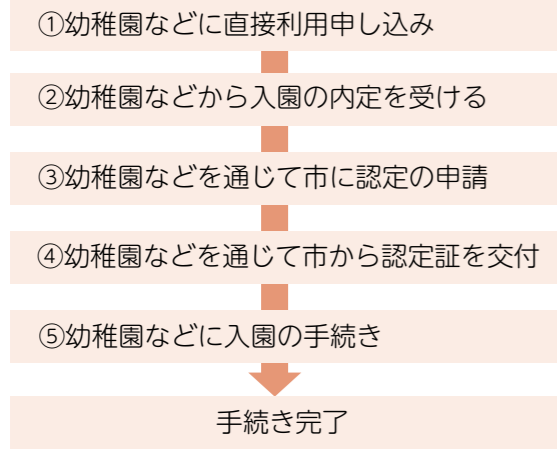 ①幼稚園などに直接利用申し込み
②幼稚園などから入園の内定を受ける
③幼稚園などを通じて市に認定の申請
④幼稚園などを通じて市から認定証を交付
⑤幼稚園などに入園の手続き
手続き完了